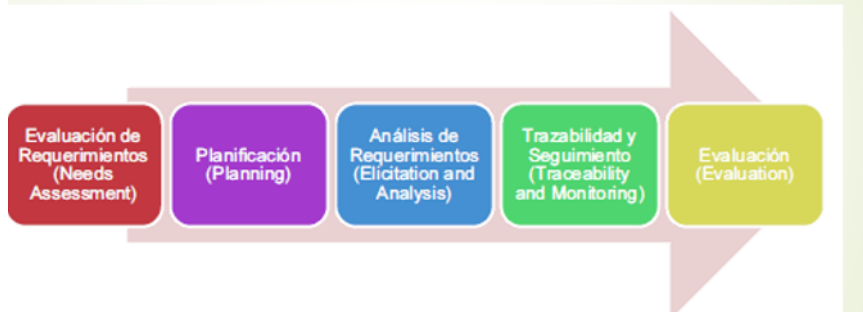 Evaluación de
Requerimientos
(Needs
Assessment)
Planificación
(Planning)
Análisis de
Requerimientos
(Elicitation and
Analysis)
Trazabilidad y
Seguimiento
(Traceability
and Monitoring)
Evaluación
(Evaluation)